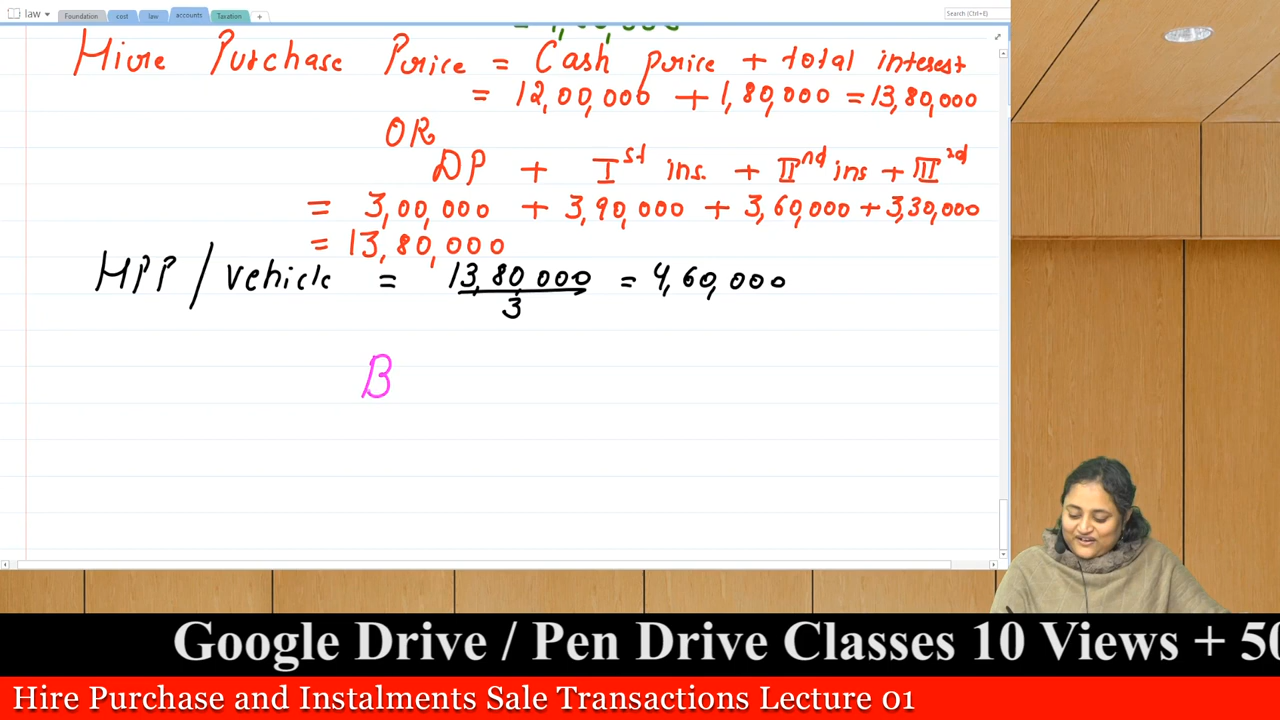 law
Foundation
cost
law
accounts
Taxation
+
Search (Ctrl+E)
Hire Purchase Price = Cash price + total interest
= 12,00,000 + 1,80,000 = 13,80,000
OR
DP + Ist ins. + IInd ins + IIIrd
= 3,00,000 + 3,90,000 + 3,60,000 + 3,30,000
= 13,80,000
HPP / vehicle = 13,80,000 = 4,60,000
3
B
Google Drive / Pen Drive Classes 10 Views + 50
Hire Purchase and Instalments Sale Transactions Lecture 01